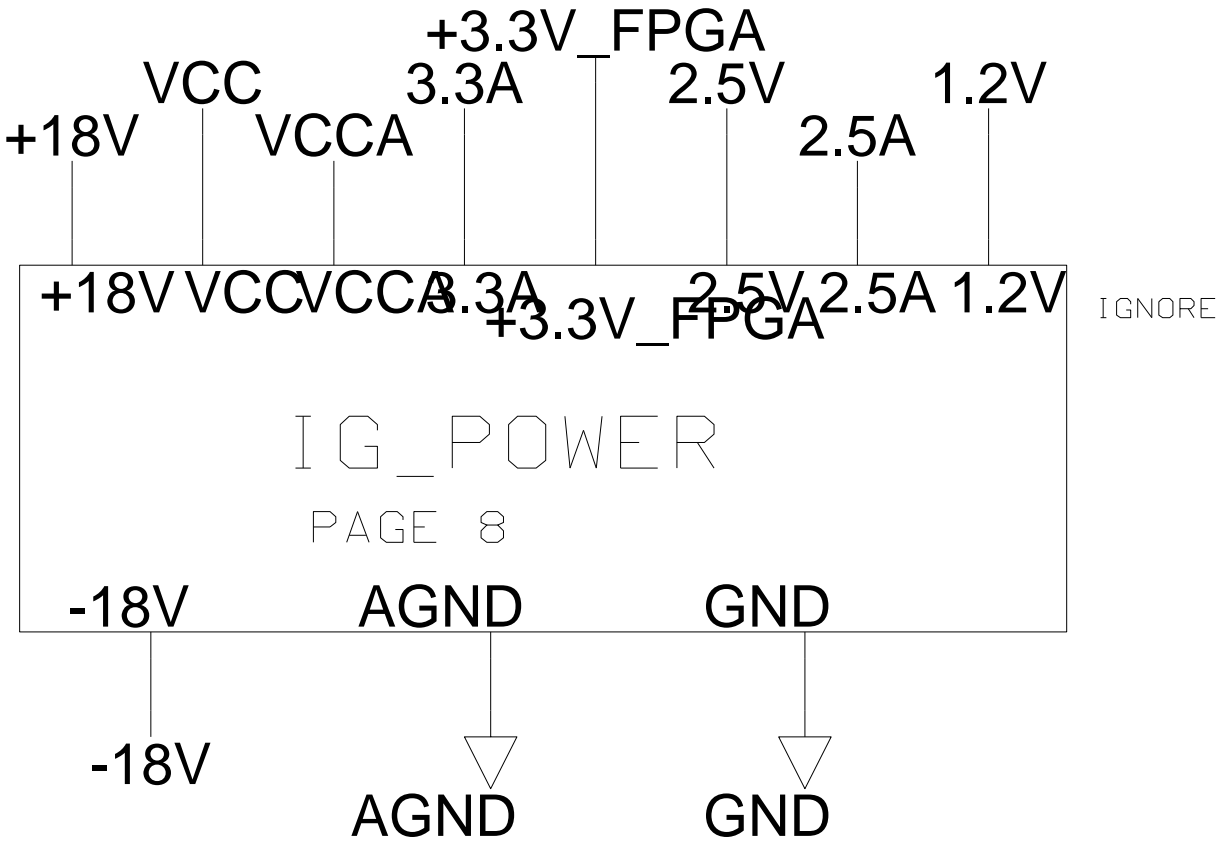 +3.3V_FPGA
VCC 3.3A 2.5V 1.2V
+18V VCCA 2.5A
+18V VCC VCCA 3.3A 2.5V 2.5A 1.2V
+3.3V_FPGA
IGNORE
IG_POWER
PAGE 8
-18V AGND GND
-18V
AGND GND